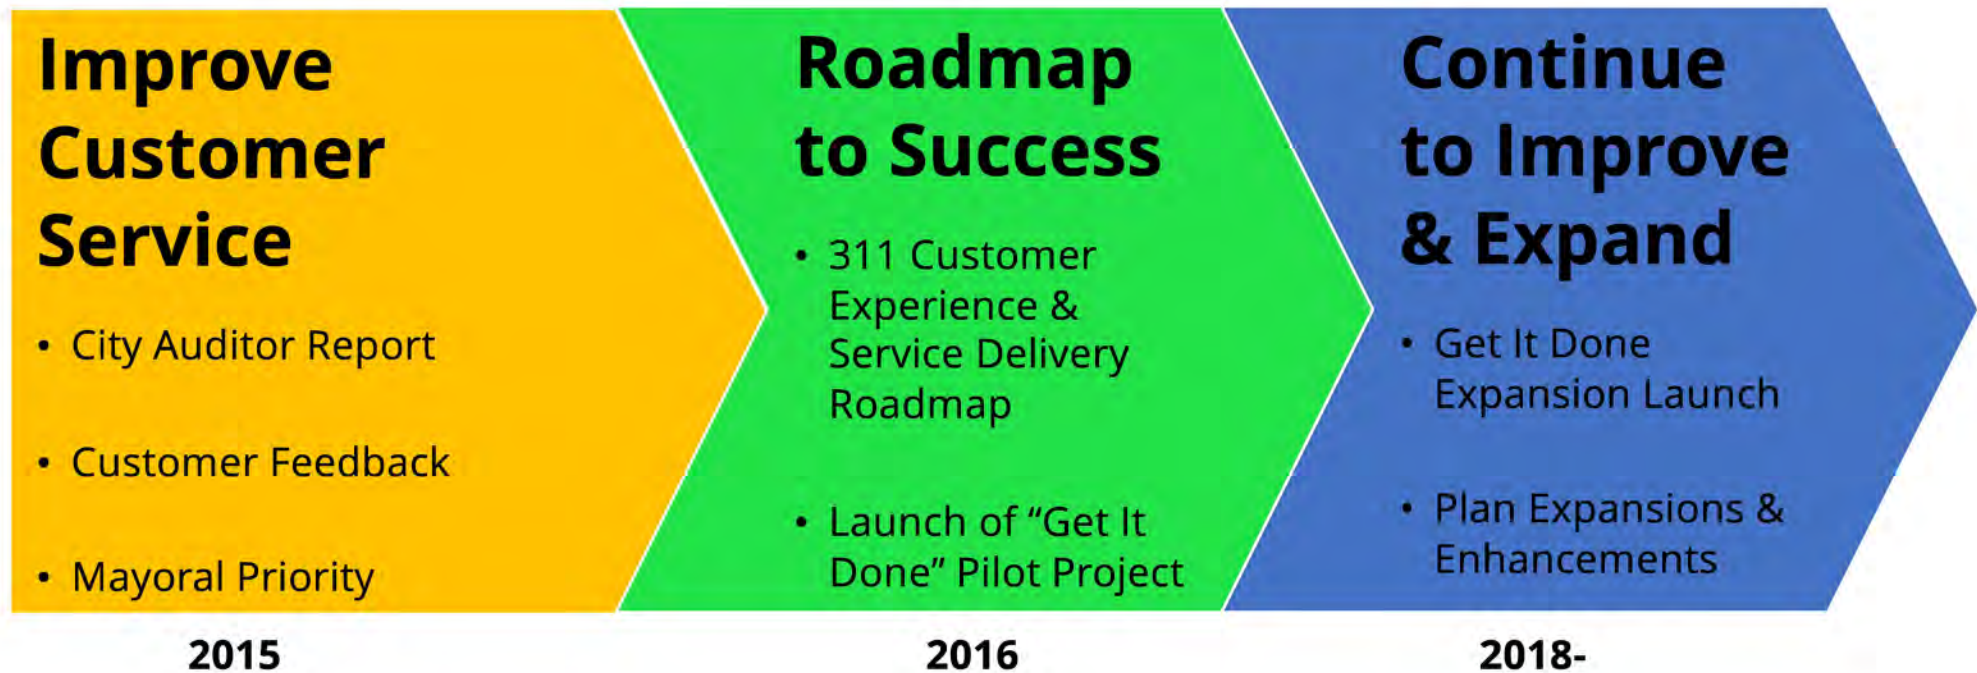 Improve
Customer
Service
• City Auditor Report
• Customer Feedback
• Mayoral Priority
2015
Roadmap
to Success
• 311 Customer
Experience &
Service Delivery
Roadmap
• Launch of “Get It
Done” Pilot Project
2016
Continue
to Improve
& Expand
• Get It Done
Expansion Launch
• Plan Expansions &
Enhancements
2018-